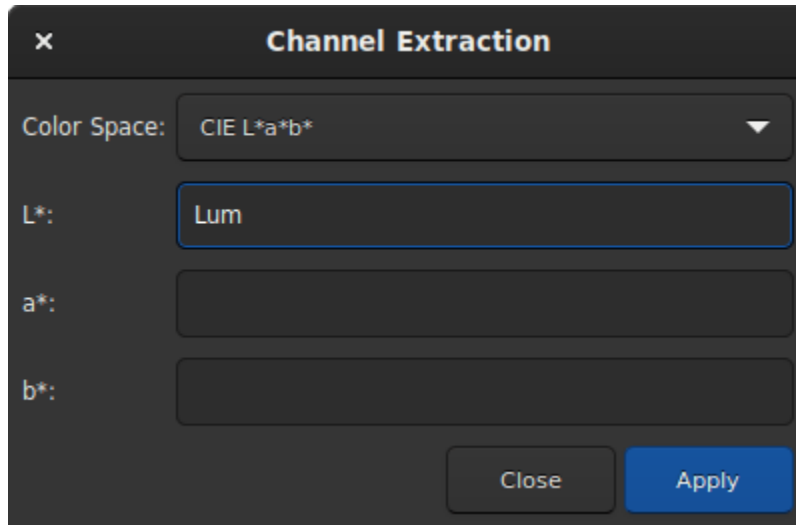 Channel Extraction
Color Space: CIE L*a*b*
L*: Lum
a*:
b*:
Close Apply